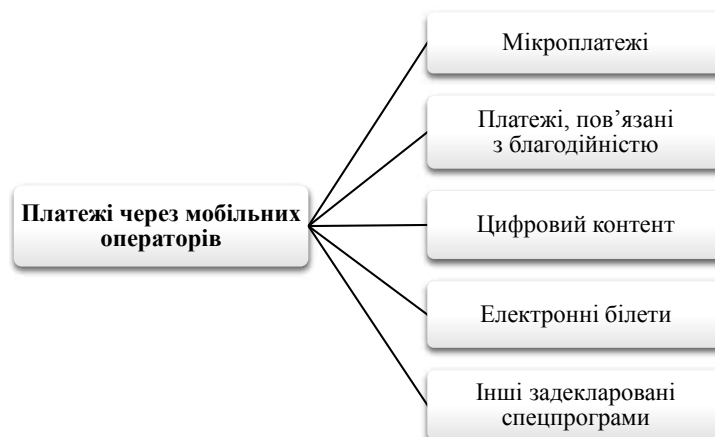 Мікроплатежі
Платежі, пов’язані
з благодійністю
Платежі через мобільних
операторів
Цифровий контент
Електронні білети
Інші задекларовані
спецпрограми